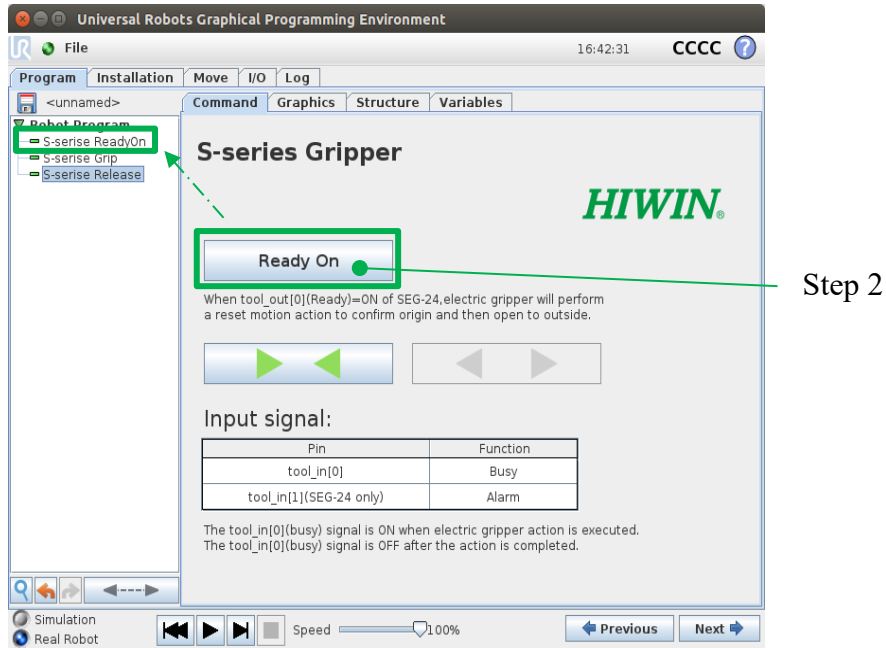 Universal Robots Graphical Programming Environment
File
16:42:31
CCCC
?
Program Installation Move I/O Log
<unnamed>
Command Graphics Structure Variables
Robot Program
S-serise ReadyOn
S-serise Grip
S-serise Release
S-series Gripper
HIWIN®
Ready On
Step 2
When tool_out[0](Ready)=ON of SEG-24,electric gripper will perform
a reset motion action to confirm origin and then open to outside.
Input signal:
Pin Function
tool_in[0] Busy
tool_in[1](SEG-24 only) Alarm
The tool_in[0](busy) signal is ON when electric gripper action is executed.
The tool_in[0](busy) signal is OFF after the action is completed.
Simulation
Real Robot
Speed 100%
Previous Next